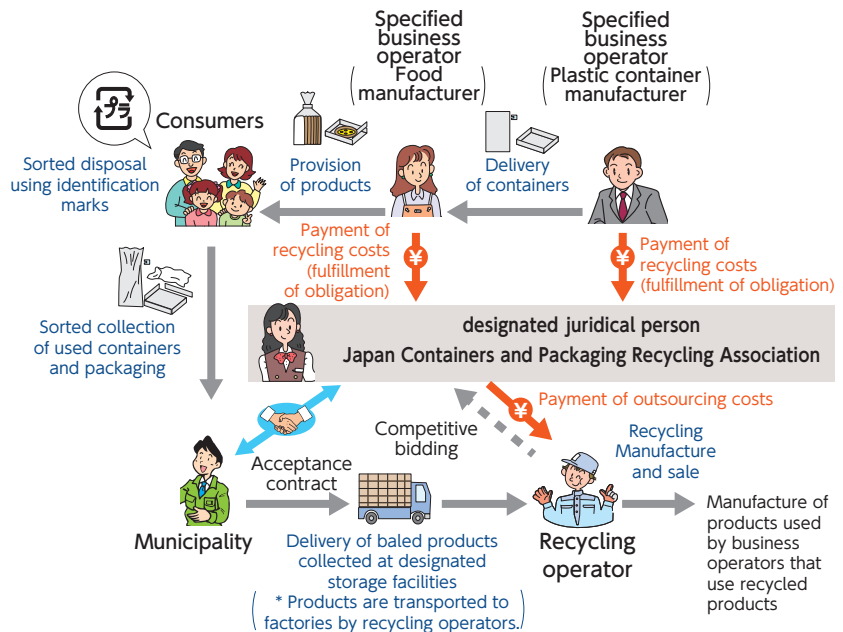 Specified
business
operator
(Food
manufacturer)
Specified
business
operator
(Plastic container
manufacturer)
プラ
Consumers
Sorted disposal
using identification
marks
Provision
of products
Delivery
of containers
Payment of
recycling costs
(fulfillment
of obligation)
¥
¥
Payment of
recycling costs
(fulfillment of obligation)
Sorted collection
of used containers
and packaging
designated juridical person
Japan Containers and Packaging Recycling Association
¥
Payment of outsourcing costs
Competitive
bidding
Recycling
Manufacture
and sale
Acceptance
contract
Municipality
Delivery of baled products
collected at designated
storage facilities
(* Products are transported to
factories by recycling operators.)
Recycling
operator
Manufacture of
products used
by business
operators that
use recycled
products